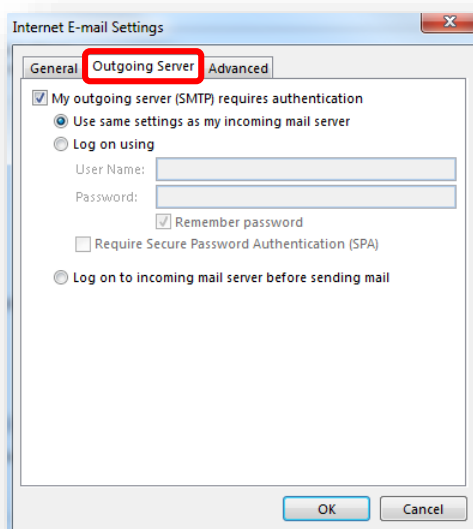 Internet E-mail Settings
General Outgoing Server Advanced
My outgoing server (SMTP) requires authentication
Use same settings as my incoming mail server
Log on using
User Name:
Password:
Remember password
Require Secure Password Authentication (SPA)
Log on to incoming mail server before sending mail
OK Cancel